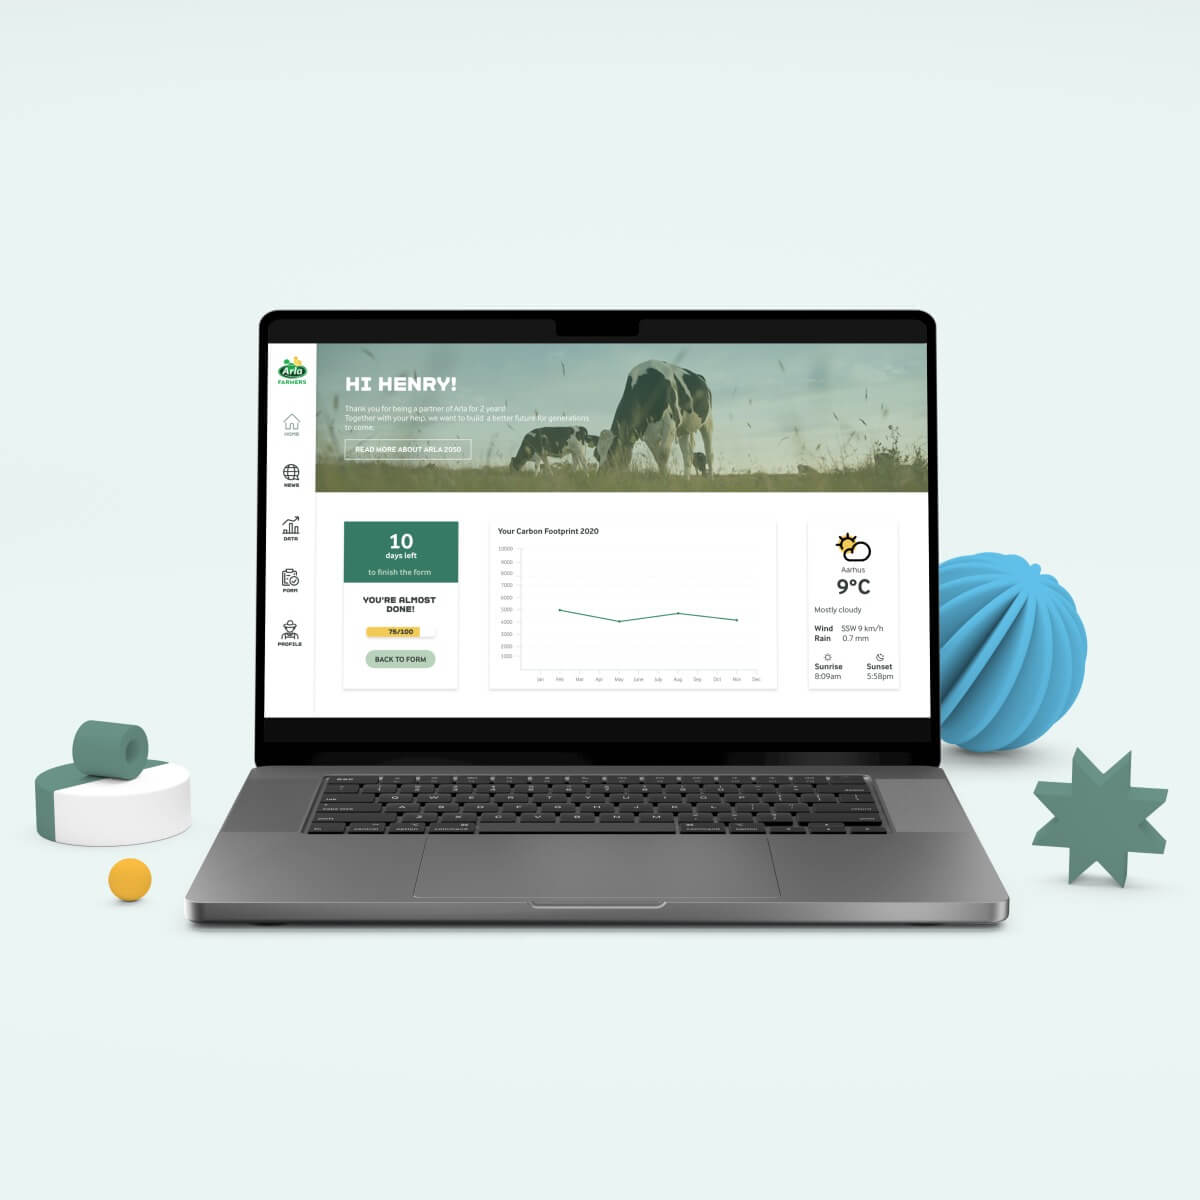 Arla
FARMERS
HOME
NEWS
DATA
FORM
PROFILE
HI HENRY!
Thank you for being a partner of Arla for 2 years!
Together with your help, we want to build a better future for generations
to come.
READ MORE ABOUT ARLA 2050
10
days left
to finish the form
YOU'RE ALMOST
DONE!
75/100
BACK TO FORM
Your Carbon Footprint 2020
10000
9000
8000
7000
6000
5000
4000
3000
2000
1000
Jan Feb Mar Apr May June July Aug Sep Oct Nov Dec
Aarhus
9°C
Mostly cloudy
Wind SSW 9 km/h
Rain 0.7 mm
Sunrise Sunset
8:09am 5:58pm